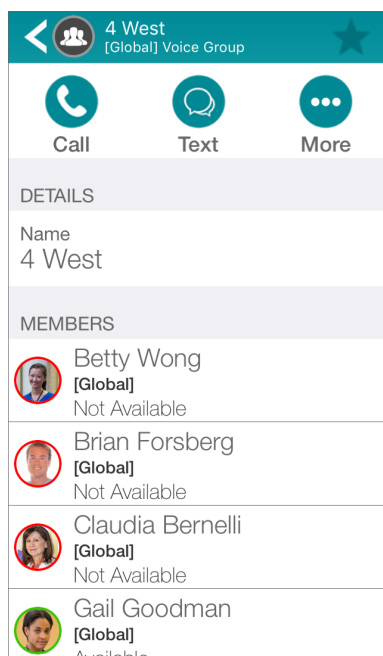 4 West
[Global] Voice Group
Call Text More
DETAILS
Name
4 West
MEMBERS
Betty Wong
[Global]
Not Available
Brian Forsberg
[Global]
Not Available
Claudia Bernelli
[Global]
Not Available
Gail Goodman
[Global]
Available